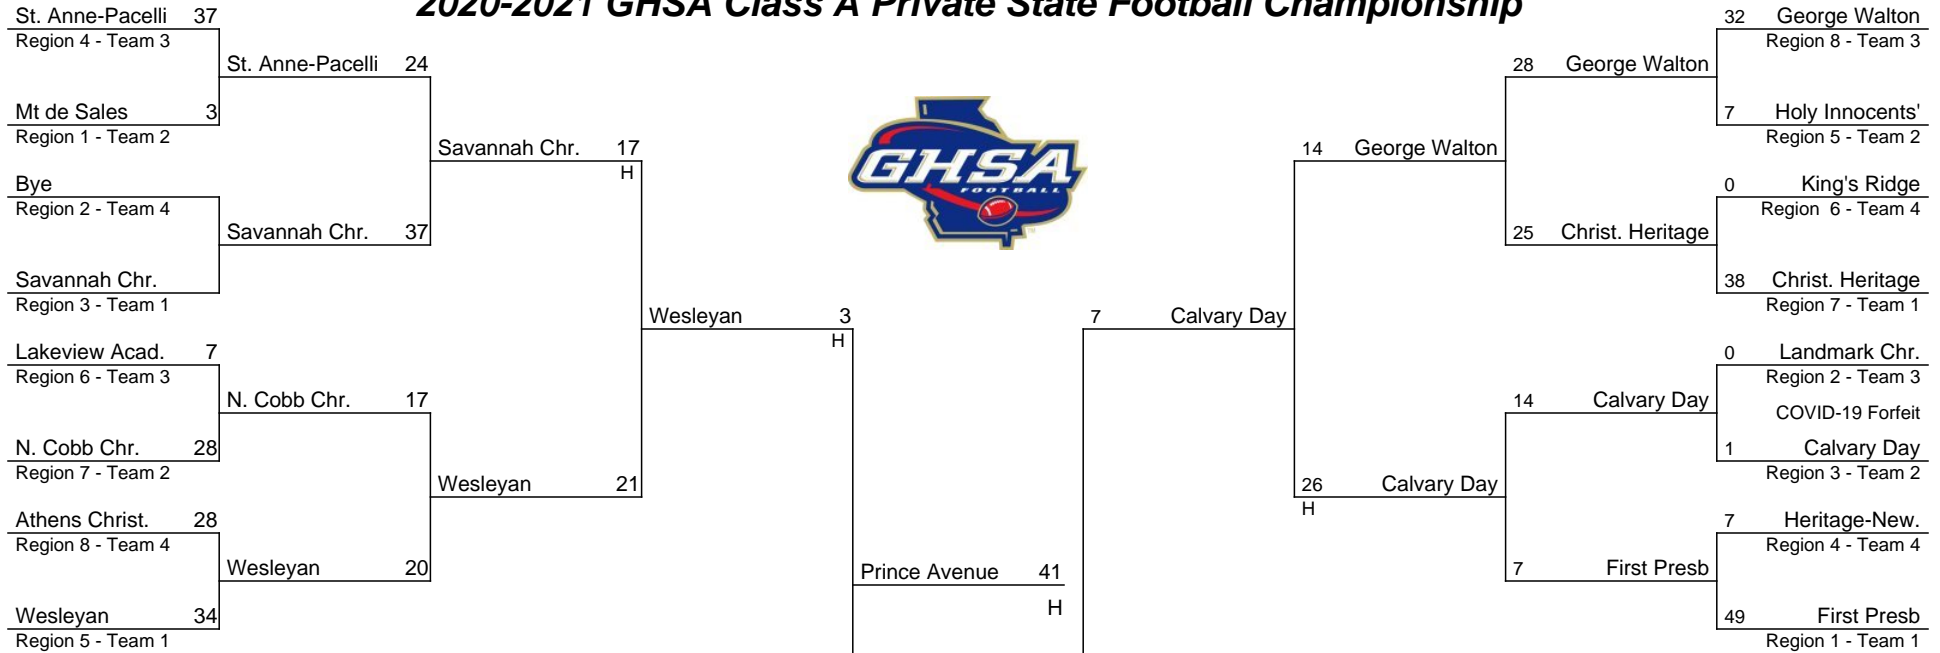 2020-2021 GHSA Class A Private State Football Championship
St. Anne-Pacelli 37
Region 4 - Team 3
St. Anne-Pacelli 24
Mt de Sales 3
Region 1 - Team 2
Savannah Chr. 17
H
Bye
Region 2 - Team 4
Savannah Chr. 37
Savannah Chr.
Region 3 - Team 1
Wesleyan 3
H
Lakeview Acad. 7
Region 6 - Team 3
N. Cobb Chr. 17
N. Cobb Chr. 28
Region 7 - Team 2
Wesleyan 21
Athens Christ. 28
Region 8 - Team 4
Wesleyan 20
Wesleyan 34
Region 5 - Team 1
GHSA
FOOTBALL
Prince Avenue 41
H
32 George Walton
Region 8 - Team 3
28 George Walton
7 Holy Innocents'
Region 5 - Team 2
14 George Walton
0 King's Ridge
Region  6 - Team 4
25 Christ. Heritage
38 Christ. Heritage
Region 7 - Team 1
7 Calvary Day
0 Landmark Chr.
Region 2 - Team 3
14 Calvary Day
COVID-19 Forfeit
1 Calvary Day
Region 3 - Team 2
26 Calvary Day
H
7 Heritage-New.
Region 4 - Team 4
7 First Presb
49 First Presb
Region 1 - Team 1